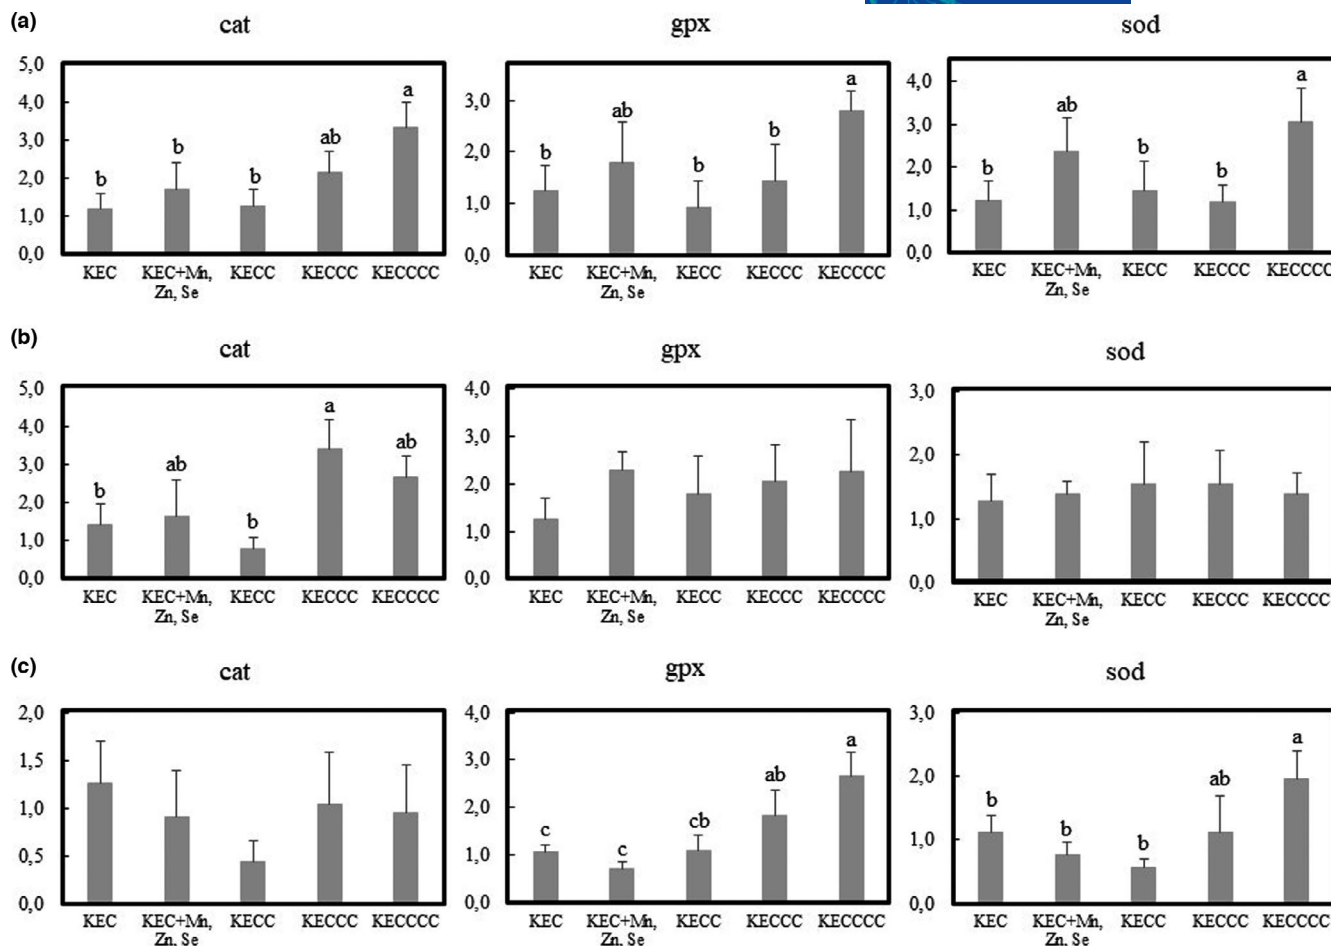 (a)
cat
5,0
4,0
3,0
2,0
1,0
0,0
b
b
b
ab
a
KEC KEC+Mn, KECC KECCC KECCCC
Zn, Se
gpx
3,0
2,0
1,0
0,0
b
ab
b
b
a
KEC KEC+Mn, KECC KECCC KECCCC
Zn, Se
sod
4,0
3,0
2,0
1,0
0,0
b
ab
b
b
a
KEC KEC+Mn, KECC KECCC KECCCC
Zn, Se
(b)
cat
5,0
4,0
3,0
2,0
1,0
0,0
b
ab
b
a
ab
KEC KEC+Mn, KECC KECCC KECCCC
Zn, Se
gpx
4,0
3,0
2,0
1,0
0,0
KEC KEC+Mn, KECC KECCC KECCCC
Zn, Se
sod
3,0
2,0
1,0
0,0
KEC KEC+Mn, KECC KECCC KECCCC
Zn, Se
(c)
cat
2,0
1,5
1,0
0,5
0,0
KEC KEC+Mn, KECC KECCC KECCCC
Zn, Se
gpx
4,0
3,0
2,0
1,0
0,0
c
c
cb
ab
a
KEC KEC+Mn, KECC KECCC KECCCC
Zn, Se
sod
3,0
2,0
1,0
0,0
b
b
b
ab
a
KEC KEC+Mn, KECC KECCC KECCCC
Zn, Se